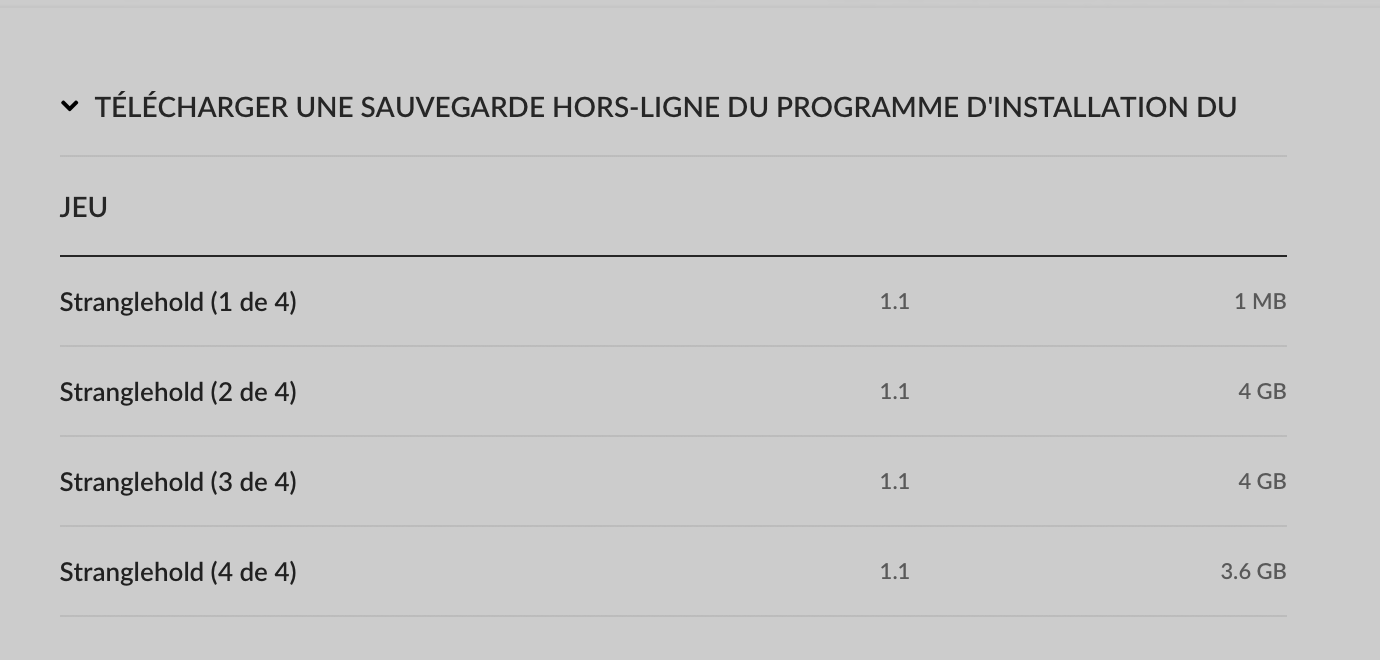 TÉLÉCHARGER UNE SAUVEGARDE HORS-LIGNE DU PROGRAMME D'INSTALLATION DU
JEU
Stranglehold (1 de 4) 1.1 1 MB
Stranglehold (2 de 4) 1.1 4 GB
Stranglehold (3 de 4) 1.1 4 GB
Stranglehold (4 de 4) 1.1 3.6 GB